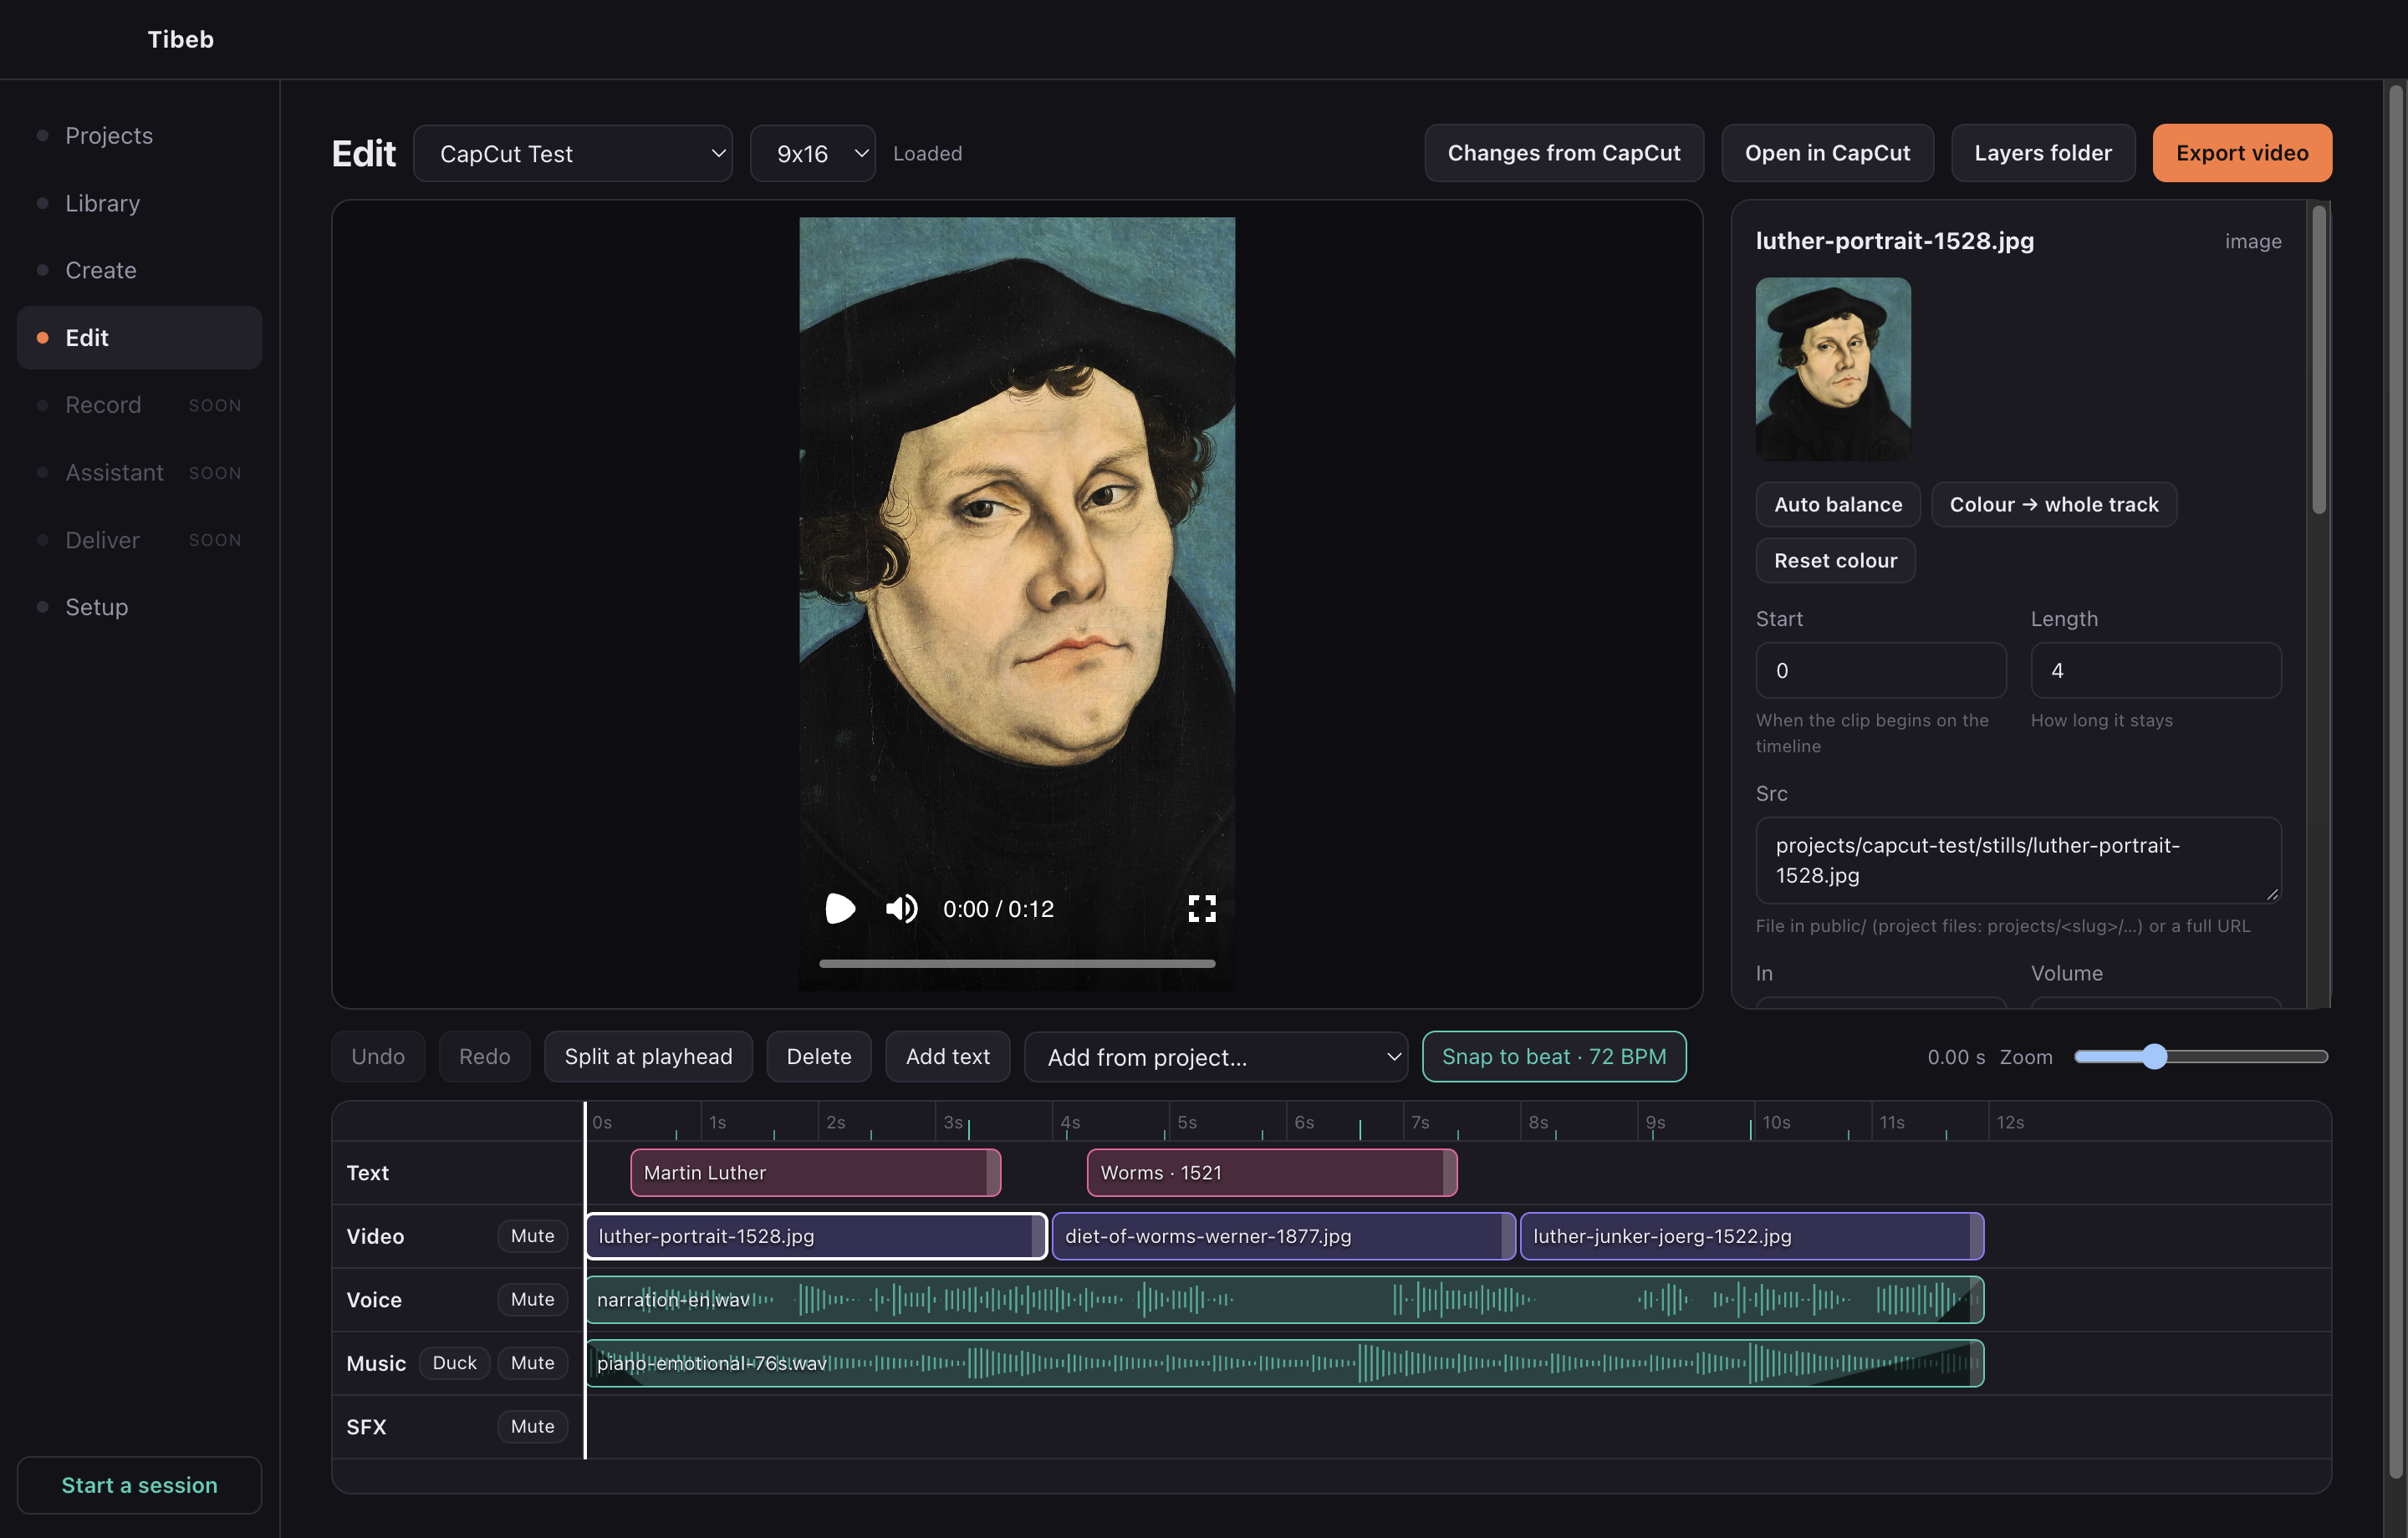 Tibeb
Projects
Library
Create
Edit
Record SOON
Assistant SOON
Deliver SOON
Setup
Start a session
Edit CapCut Test 9x16 Loaded Changes from CapCut Open in CapCut Layers folder Export video
0:00 / 0:12
luther-portrait-1528.jpg image
Auto balance Colour → whole track
Reset colour
Start Length
0 4
When the clip begins on the How long it stays
timeline
Src
projects/capcut-test/stills/luther-portrait-
1528.jpg
File in public/ (project files: projects/<slug>/…) or a full URL
In Volume
Undo Redo Split at playhead Delete Add text Add from project… Snap to beat · 72 BPM 0.00 s Zoom
0s 1s 2s 3s 4s 5s 6s 7s 8s 9s 10s 11s 12s
Text Martin Luther Worms · 1521
Video Mute luther-portrait-1528.jpg diet-of-worms-werner-1877.jpg luther-junker-joerg-1522.jpg
Voice Mute narration-en.wav
Music Duck Mute piano-emotional-76s.wav
SFX Mute